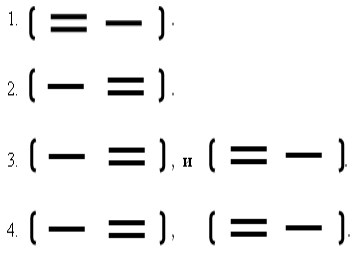 1. ( = – ).
2. ( – = ).
3. ( – = ), и ( = – ).
4. ( – = ), ( = – ).